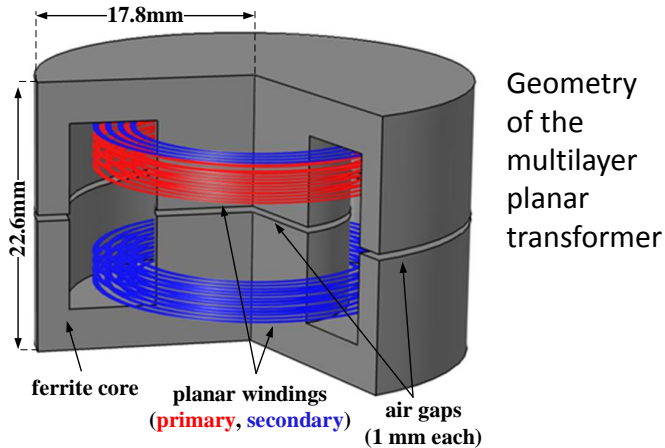 17.8mm
Geometry
of the
multilayer
planar
transformer
22.6mm
ferrite core
planar windings
(primary, secondary)
air gaps
(1 mm each)